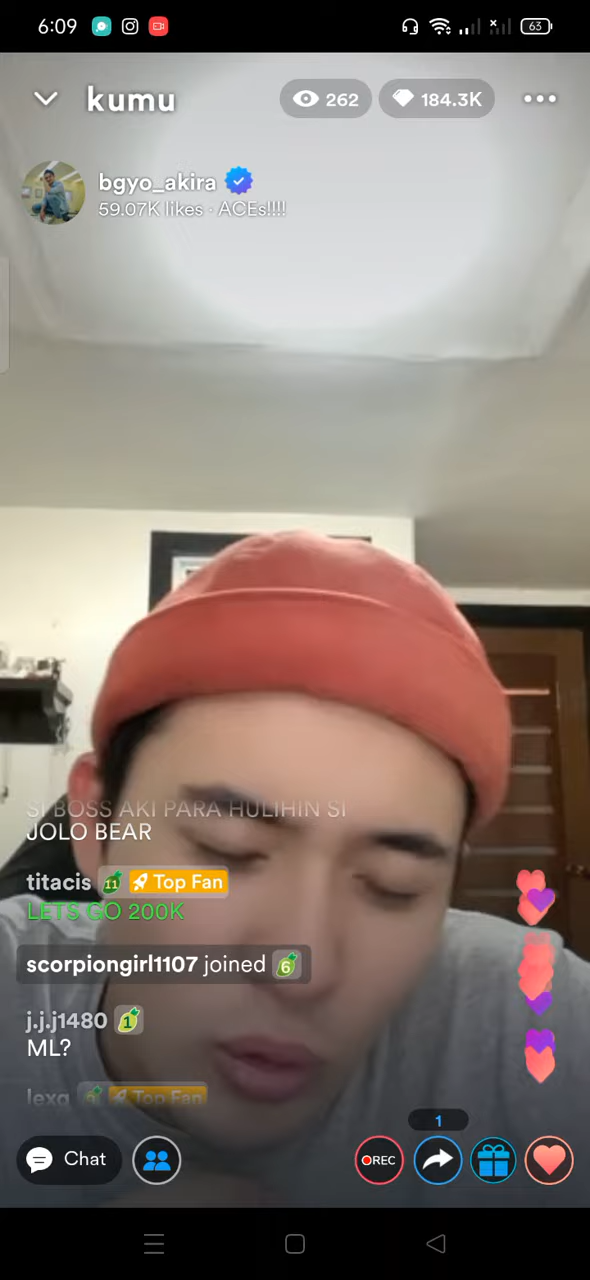 6:09
63
kumu
262
184.3K
bgyo_akira
59.07K likes · ACEs!!!!
SI BOSS AKI PARA HULIHIN SI
JOLO BEAR
titacis 11 Top Fan
LETS GO 200K
scorpiongirl1107 joined 6
j.j.j1480 1
ML?
lexg Top Fan
1
Chat
REC